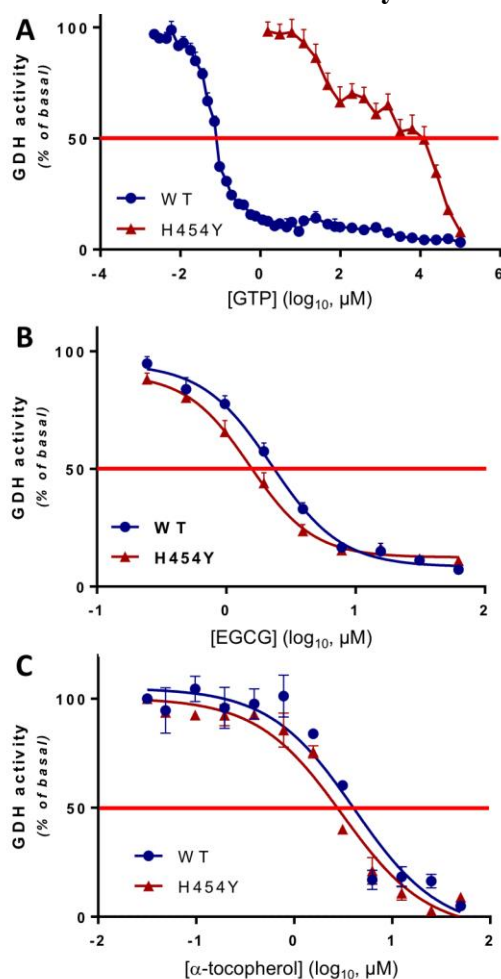 A
GDH activity
(% of basal)
100
50
0
WT
H454Y
-4 -2 0 2 4 6
[GTP] (log10, µM)
B
GDH activity
(% of basal)
100
50
0
WT
H454Y
-1 0 1 2
[EGCG] (log10, µM)
C
GDH activity
(% of basal)
100
50
0
WT
H454Y
-2 -1 0 1 2
[α-tocopherol] (log10, µM)